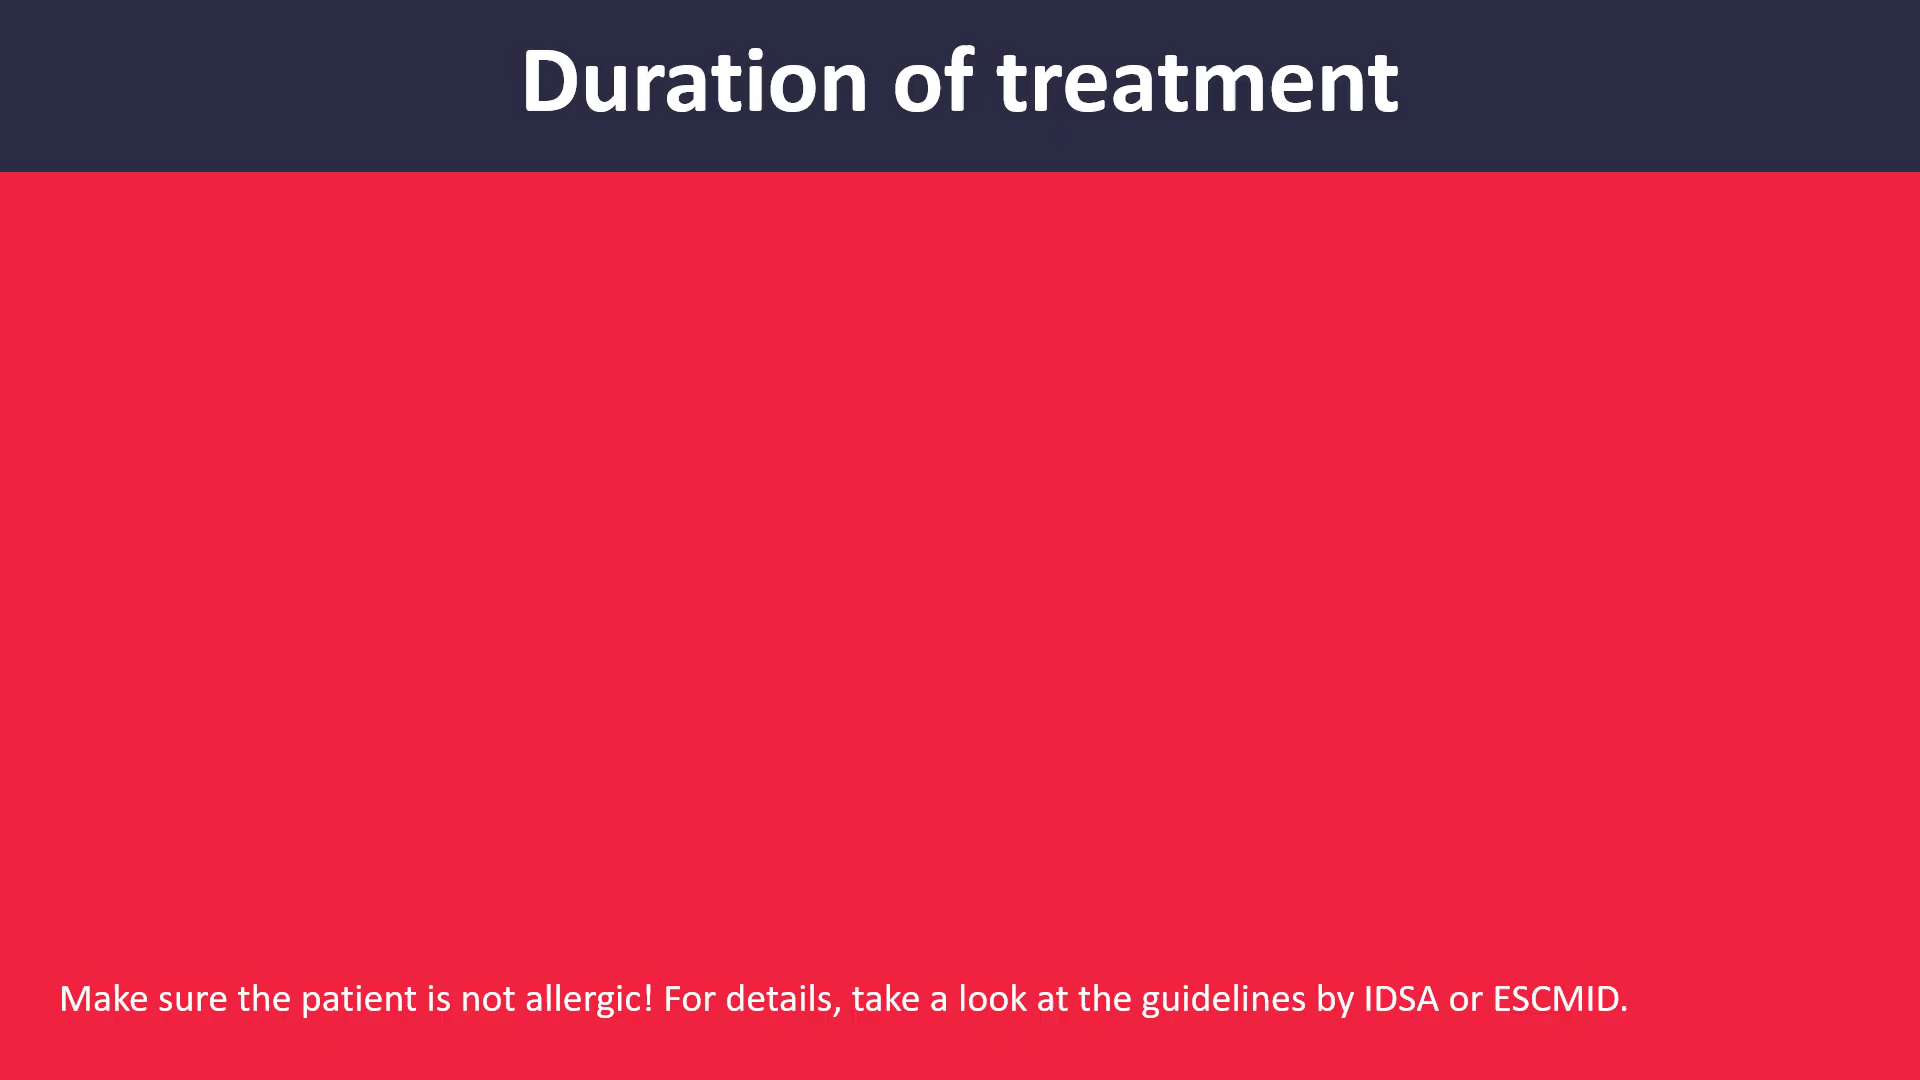 Duration of treatment
Make sure the patient is not allergic! For details, take a look at the guidelines by IDSA or ESCMID.